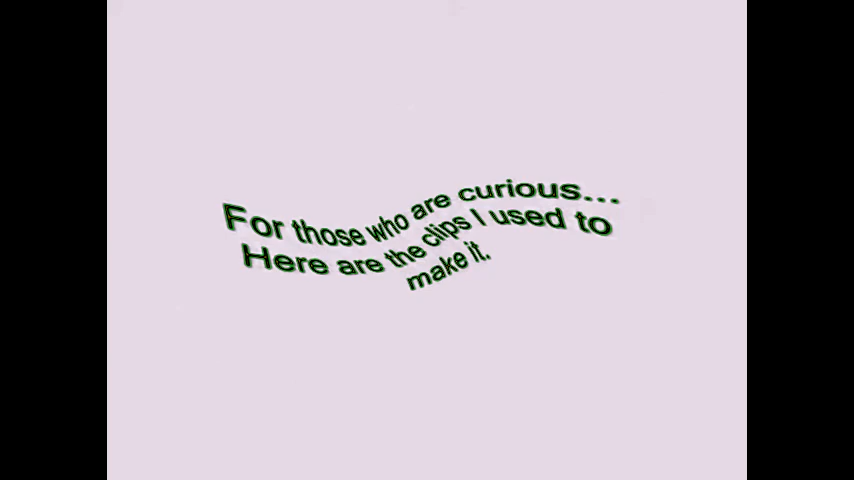 For those who are curious...
Here are the clips I used to
make it.